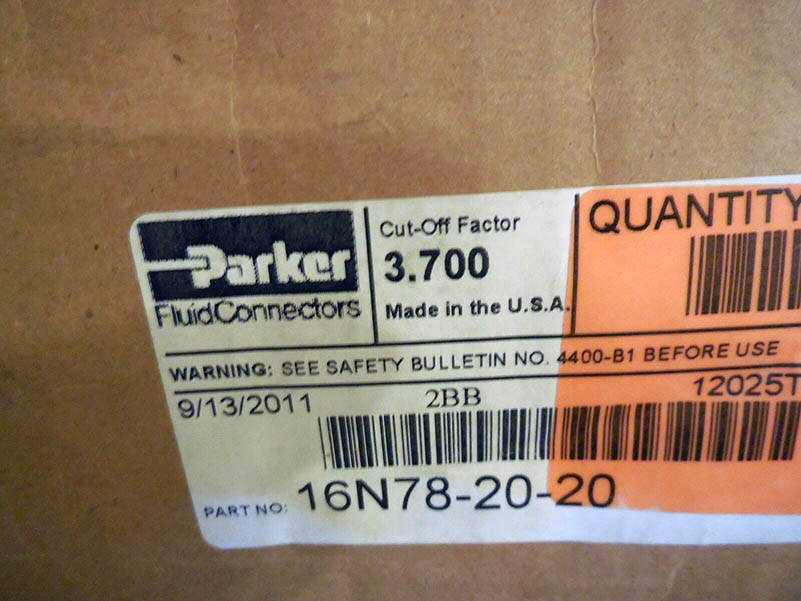 Parker
FluidConnectors
Cut-Off Factor
3.700
Made in the U.S.A.
QUANTITY
WARNING: SEE SAFETY BULLETIN NO. 4400-B1 BEFORE USE
9/13/2011 2BB 12025T
PART NO: 16N78-20-20